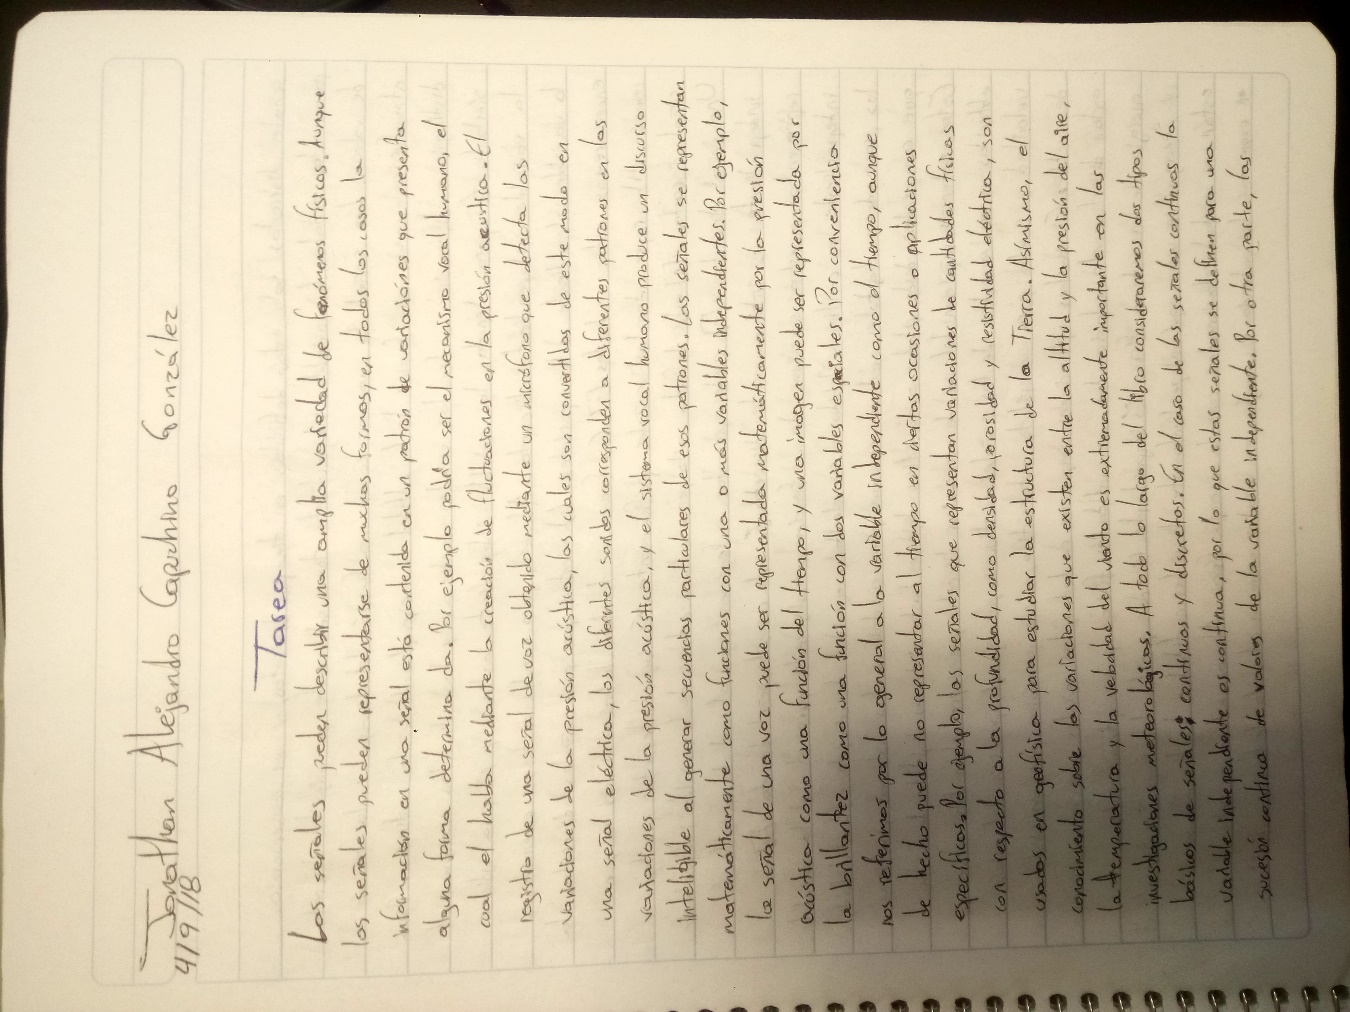 Jonathan Alejandro Capuchino González
4/9/18
Tarea
Las señales pueden describir una amplia variedad de fenómenos físicos. Aunque
las señales pueden representarse de muchas formas, en todos los casos la
información en una señal está contenida en un patrón de variaciones que presenta
alguna forma determinada. Por ejemplo podría ser el mecanismo vocal humano, el
cual el habla mediante la creación de fluctuaciones en la presión acústica. El
registro de una señal de voz obtenido mediante un micrófono que detecta las
variaciones de la presión acústica, las cuales son convertidas de este modo en
una señal eléctrica, los diferentes sonidos corresponden a diferentes patrones en las
variaciones de la presión acústica, y el sistema vocal humano produce un discurso
inteligible al generar secuencias particulares de esos patrones. Las señales se representan
matemáticamente como funciones con una o más variables independientes. Por ejemplo,
la señal de una voz puede ser representada matemáticamente por la presión
acústica como una función del tiempo, y una imagen puede ser representada por
la brillantez como una función con dos variables espaciales. Por conveniencia
nos referimos por lo general a la variable independiente como el tiempo, aunque
de hecho puede no representar al tiempo en ciertas ocasiones o aplicaciones
específicas. Por ejemplo, las señales que representan variaciones de cantidades físicas
con respecto a la profundidad, como densidad, porosidad y resistividad eléctrica, son
usados en geofísica para estudiar la estructura de la Tierra. Asímismo, el
conocimiento sobre las variaciones que existen entre la altitud y la presión del aire,
la temperatura y la velocidad del viento es extremadamente importante en las
investigaciones meteorológicas. A todo lo largo del libro consideraremos dos tipos
básicos de señales: continuas y discretas. En el caso de las señales continuas la
variable independiente es continua, por lo que estas señales se definen para una
sucesión continua de valores de la variable independiente. Por otra parte, las